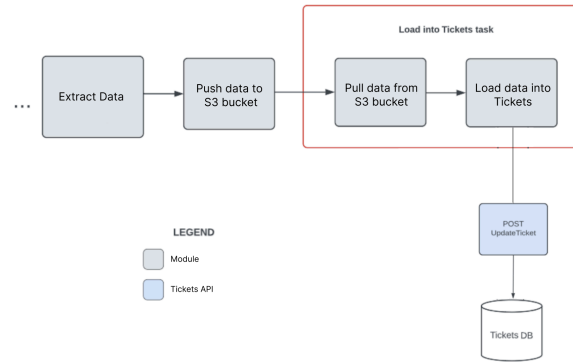 Load into Tickets task
...
Extract Data
Push data to
S3 bucket
Pull data from
S3 bucket
Load data into
Tickets
POST
UpdateTicket
LEGEND
Module
Tickets API
Tickets DB